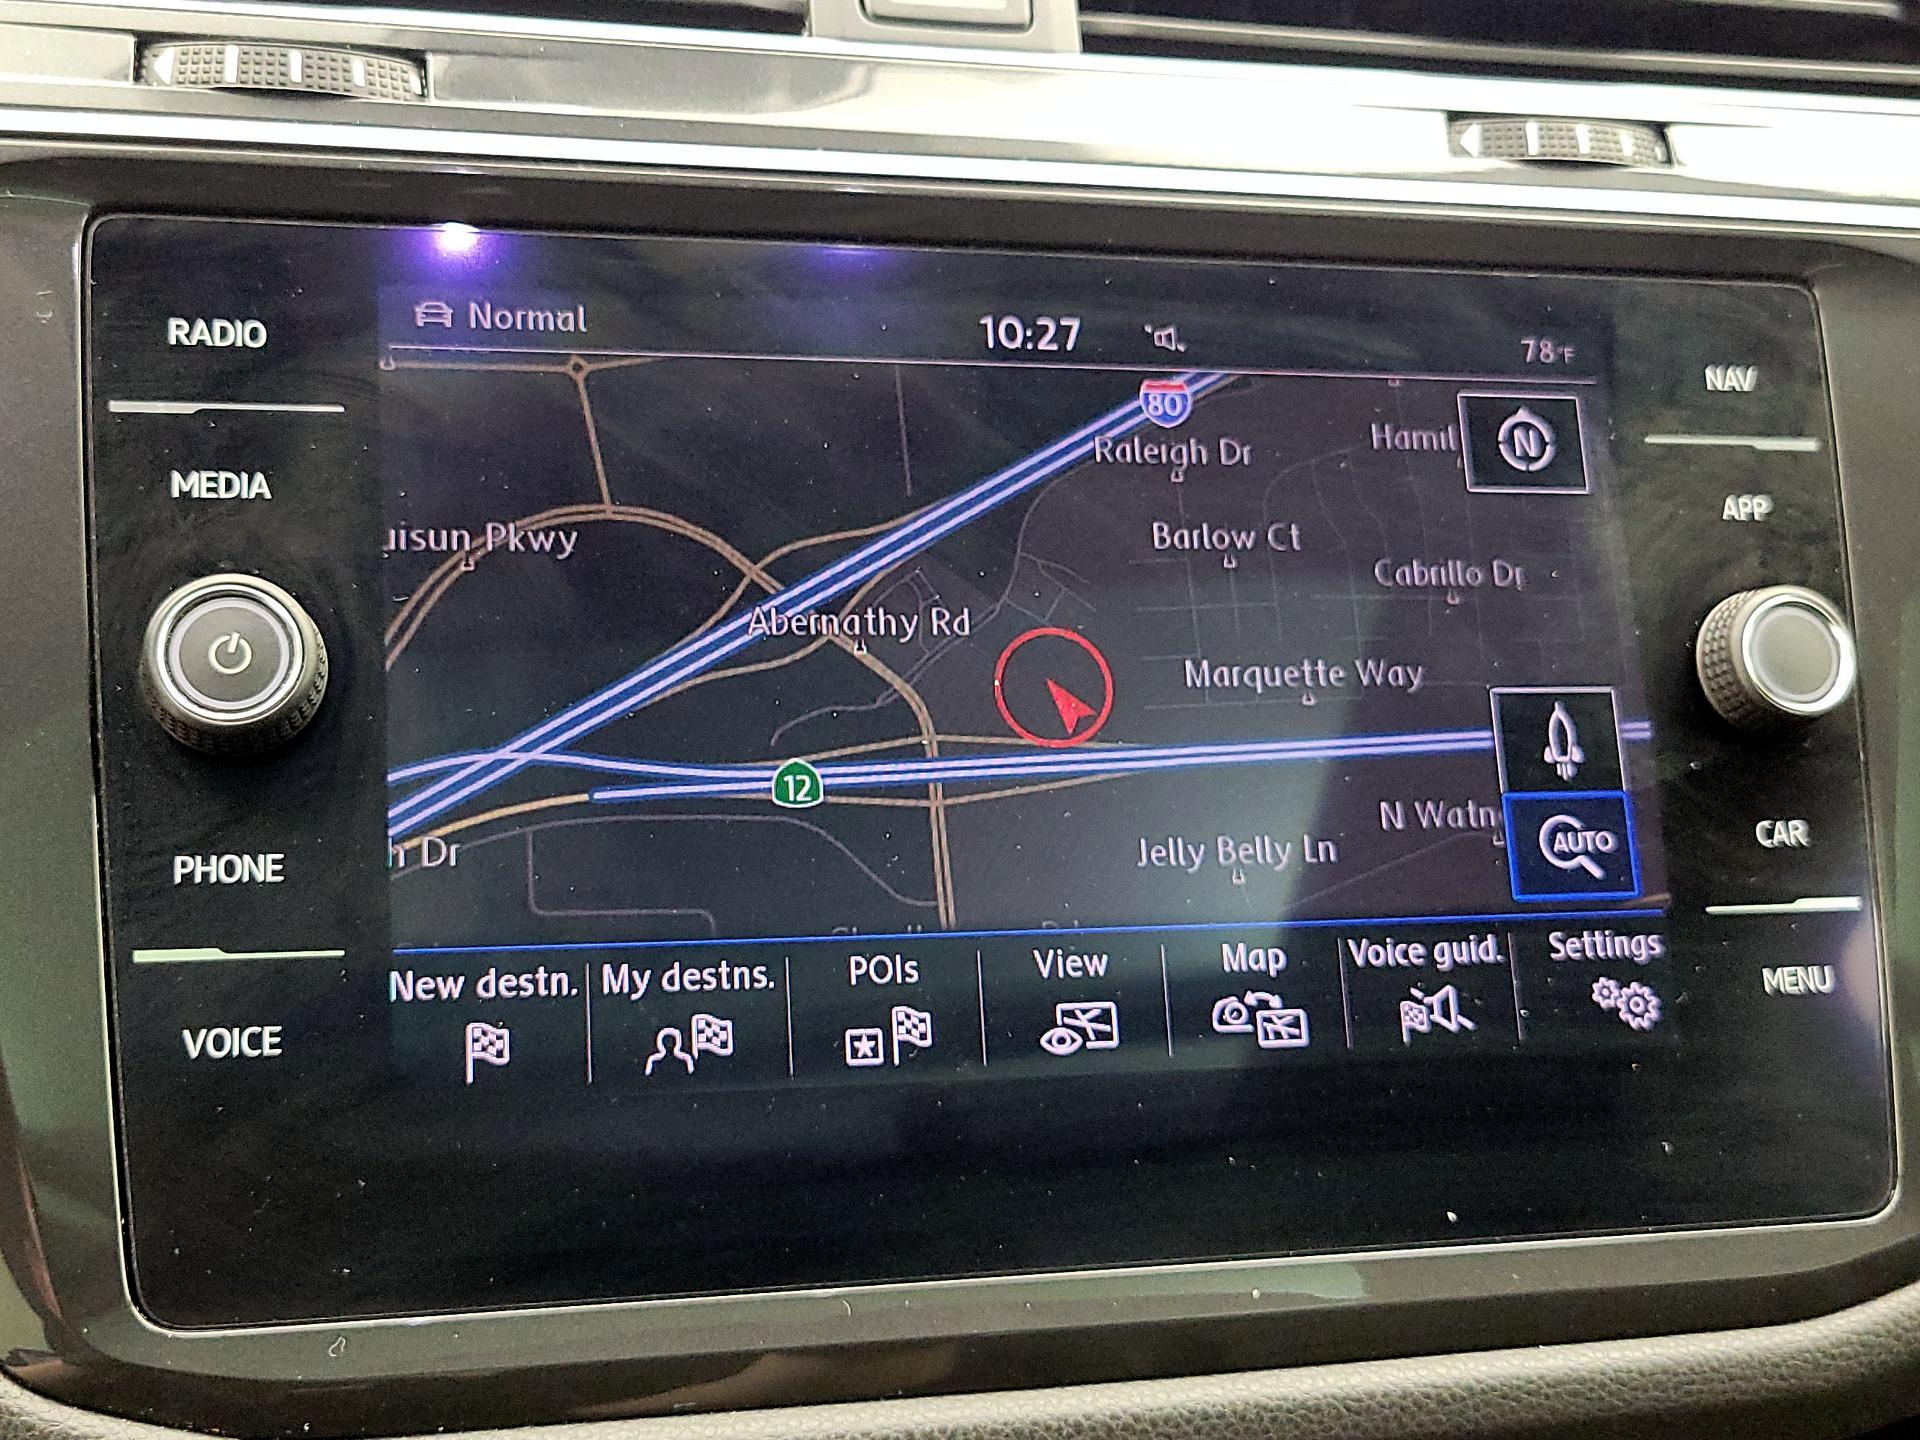 RADIO
MEDIA
PHONE
VOICE
Normal
10:27
78°F
80
Raleigh Dr
Hamil
N
uisun Pkwy
Barlow Ct
Cabrillo Dr
Abernathy Rd
Marquette Way
12
N Watn
AUTO
n Dr
Jelly Belly Ln
New destn.
My destns.
POIs
View
Map
Voice guid.
Settings
NAV
APP
CAR
MENU